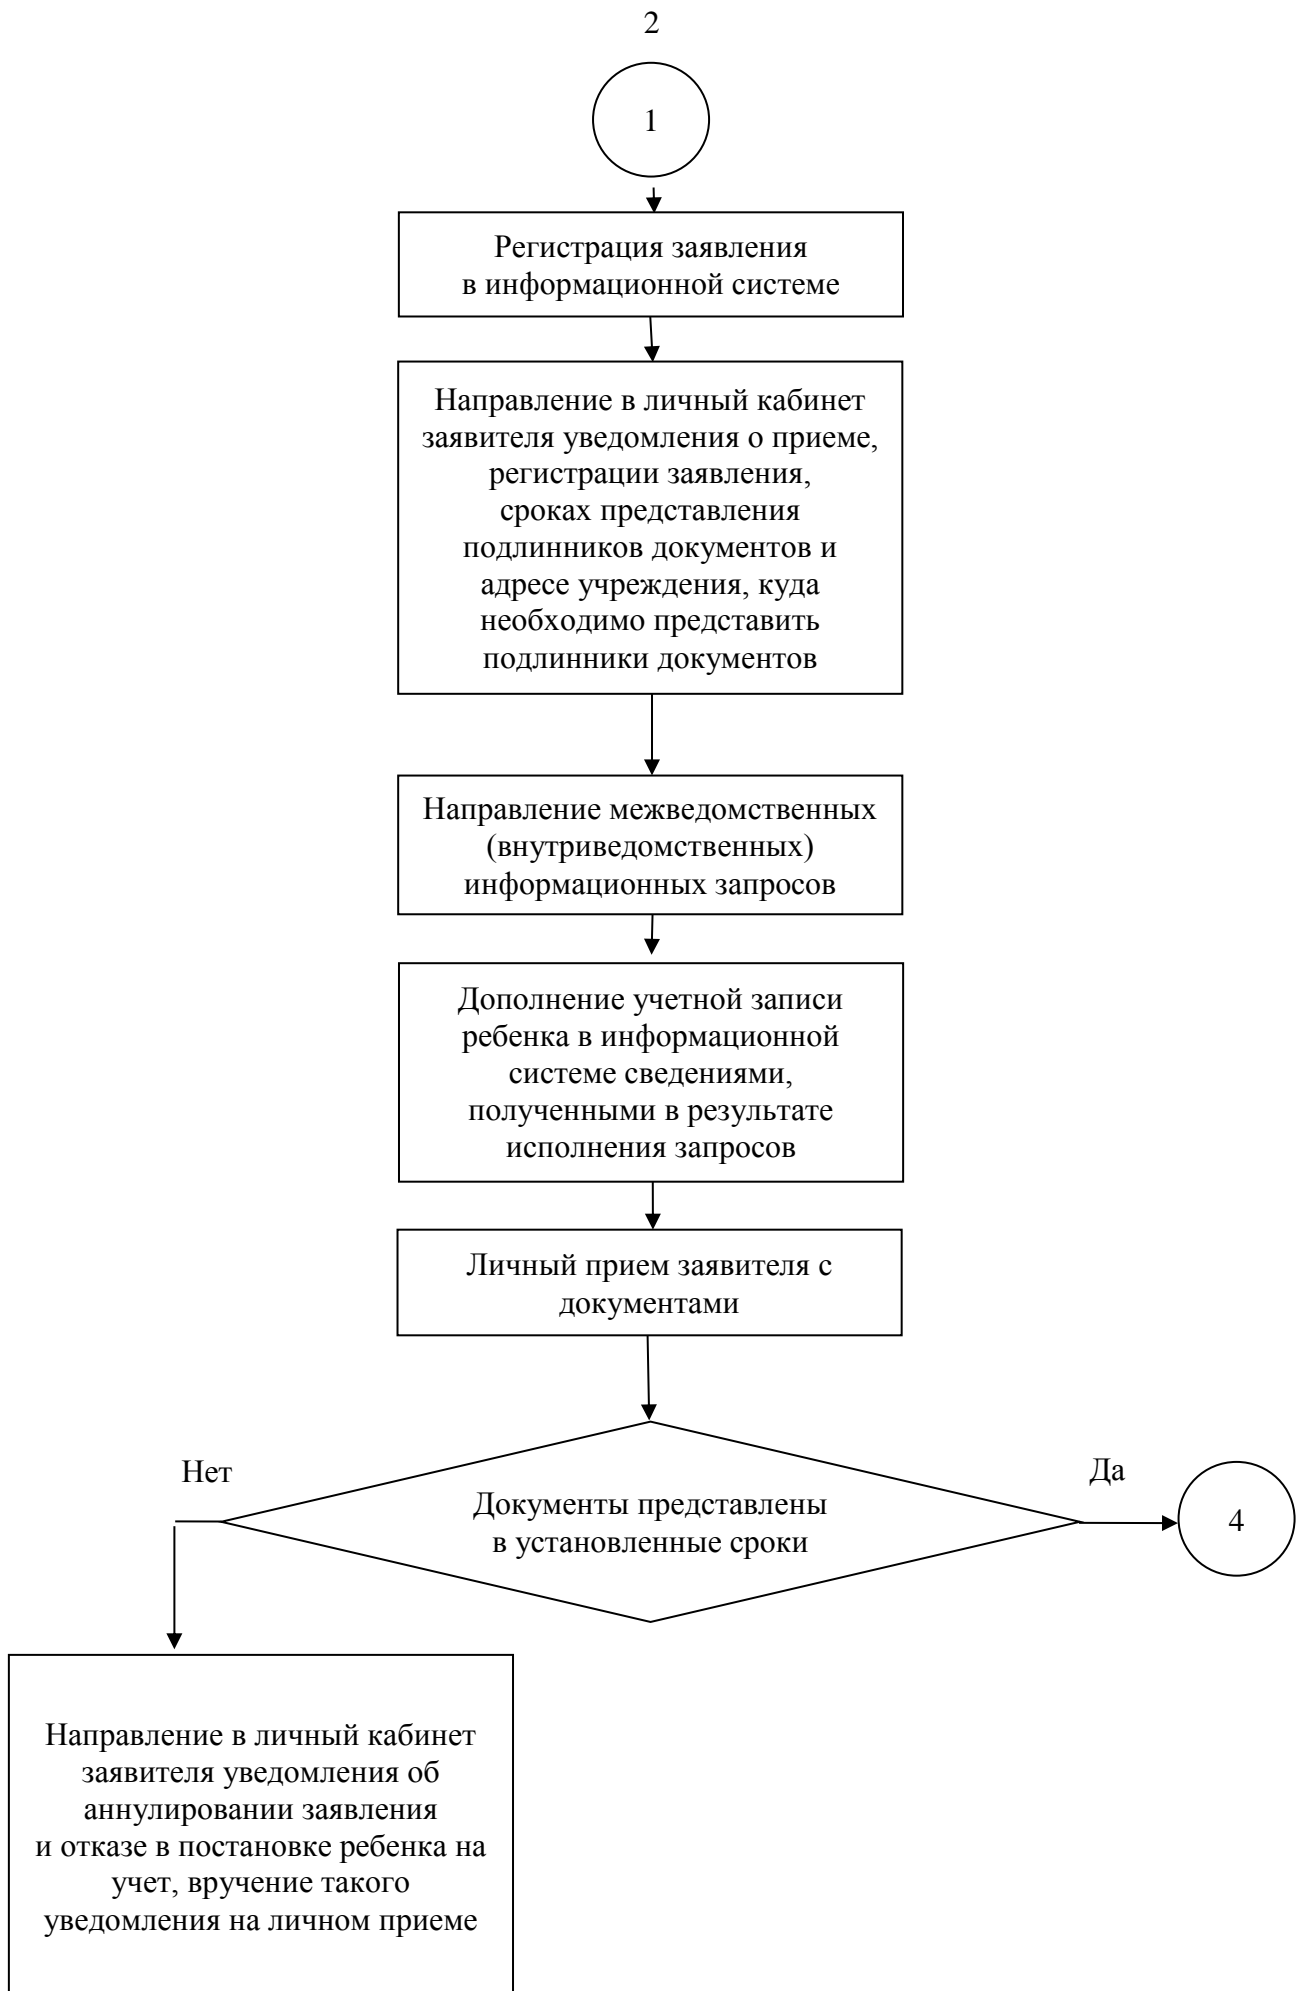 2
1
Регистрация заявления
в информационной системе
Направление в личный кабинет
заявителя уведомления о приеме,
регистрации заявления,
сроках представления
подлинников документов и
адресе учреждения, куда
необходимо представить
подлинники документов
Направление межведомственных
(внутриведомственных)
информационных запросов
Дополнение учетной записи
ребенка в информационной
системе сведениями,
полученными в результате
исполнения запросов
Личный прием заявителя с
документами
Нет
Да
Документы представлены
в установленные сроки
4
Направление в личный кабинет
заявителя уведомления об
аннулировании заявления
и отказе в постановке ребенка на
учет, вручение такого
уведомления на личном приеме